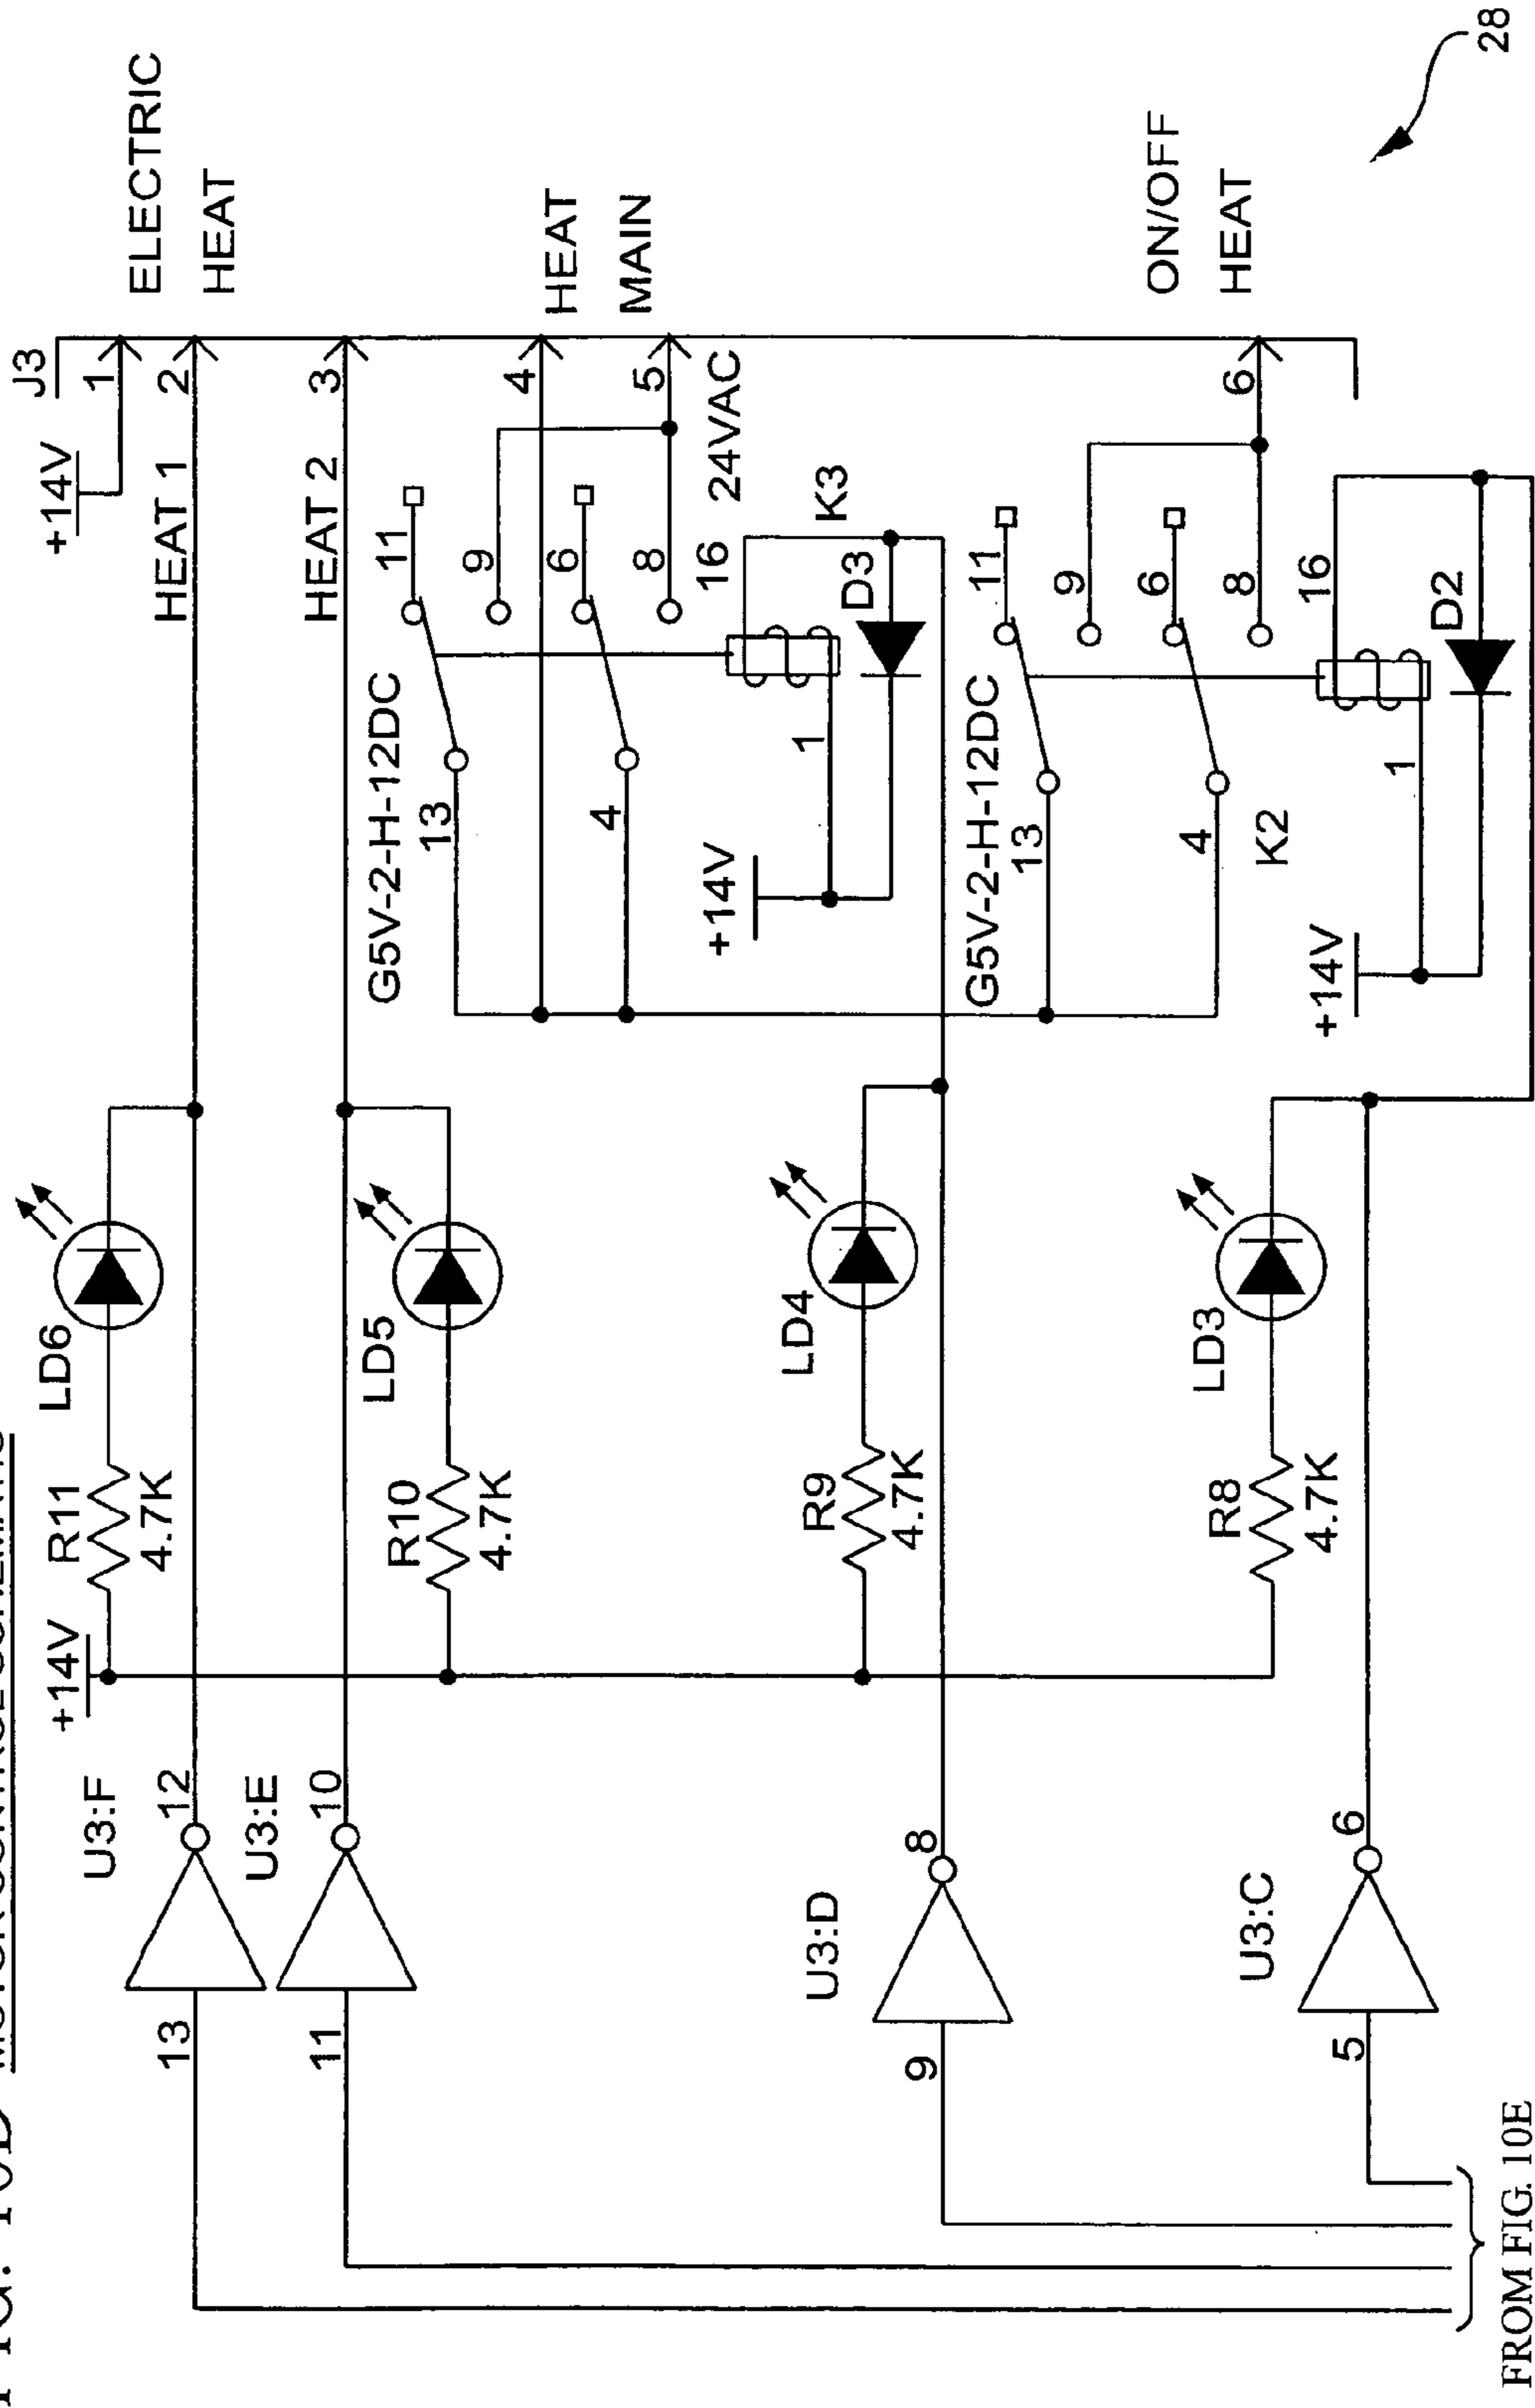 FIG. 10D MOTOR CONTROL SCHEMATIC
J3
+14V
1
ELECTRIC
HEAT
LD6
R11
4.7K
+14V
U3:F
13
12
HEAT 1
2
U3:E
11
10
HEAT 2
3
LD5
R10
4.7K
G5V-2-H-12DC
13
11
9
4
6
8
4
HEAT
MAIN
5
24VAC
+14V
1
16
K3
D3
LD4
R9
4.7K
U3:D
9
8
G5V-2-H-12DC
13
11
9
4
6
8
K2
6
ON/OFF
HEAT
+14V
1
16
D2
LD3
R8
4.7K
U3:C
5
6
28
FROM FIG. 10E